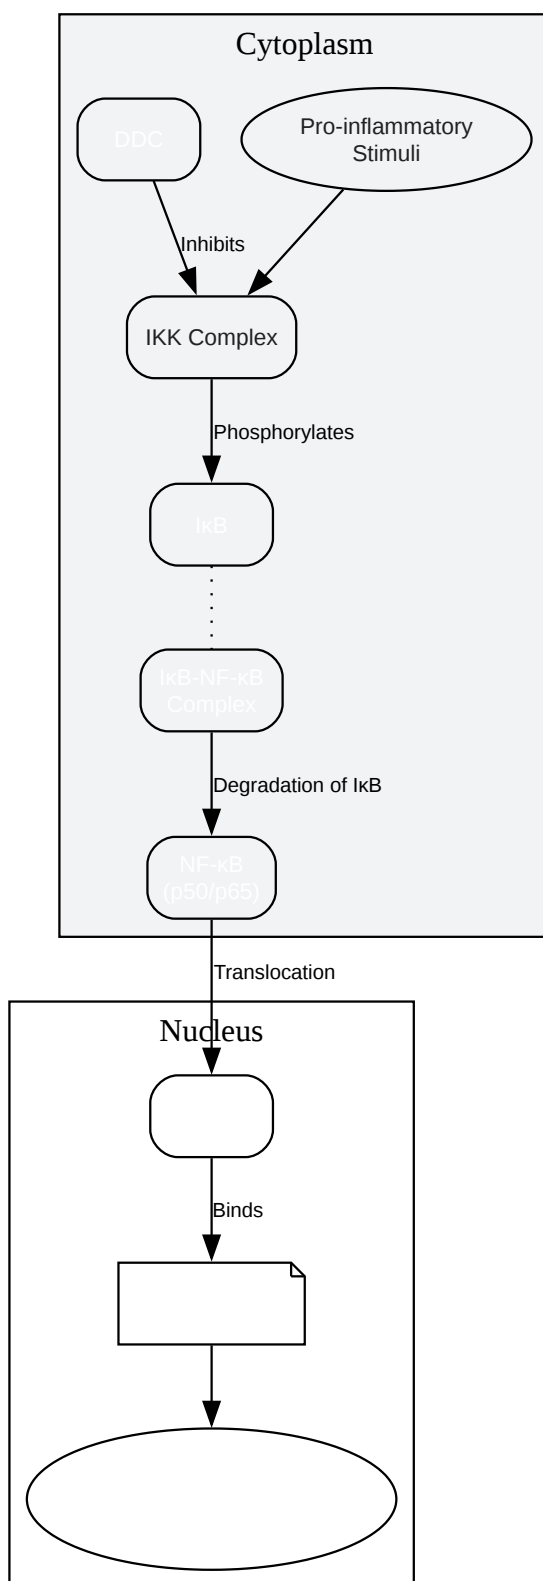 Cytoplasm
DDC
Pro-inflammatory
Stimuli
Inhibits
IKK Complex
Phosphorylates
IκB
IκB-NF-κB
Complex
Degradation of IκB
NF-κB
(p50/p65)
Translocation
Nucleus
Binds